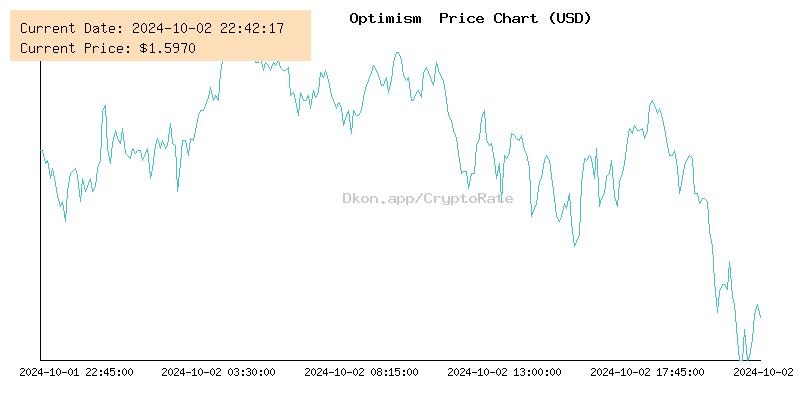 Optimism  Price Chart (USD)
Current Date: 2024-10-02 22:42:17
Current Price: $1.5970
Dkon.app/CryptoRate
2024-10-01 22:45:00 2024-10-02 03:30:00 2024-10-02 08:15:00 2024-10-02 13:00:00 2024-10-02 17:45:00 2024-10-02